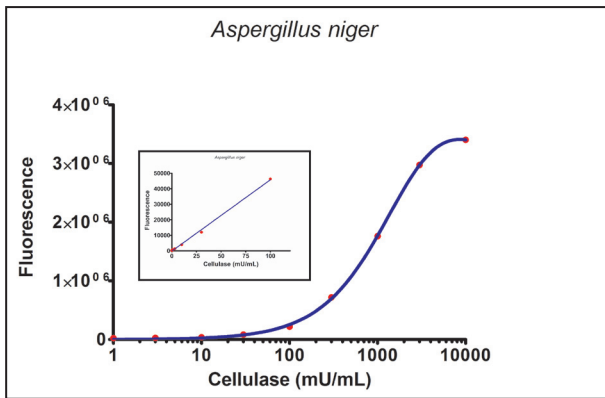 Aspergillus niger
4×10⁰⁶
3×10⁰⁶
2×10⁰⁶
1×10⁰⁶
0
Fluorescence
1 10 100 1000 10000
Cellulase (mU/mL)
Aspergillus niger
50000
40000
30000
20000
10000
0
Fluorescence
0 25 50 75 100
Cellulase (mU/mL)